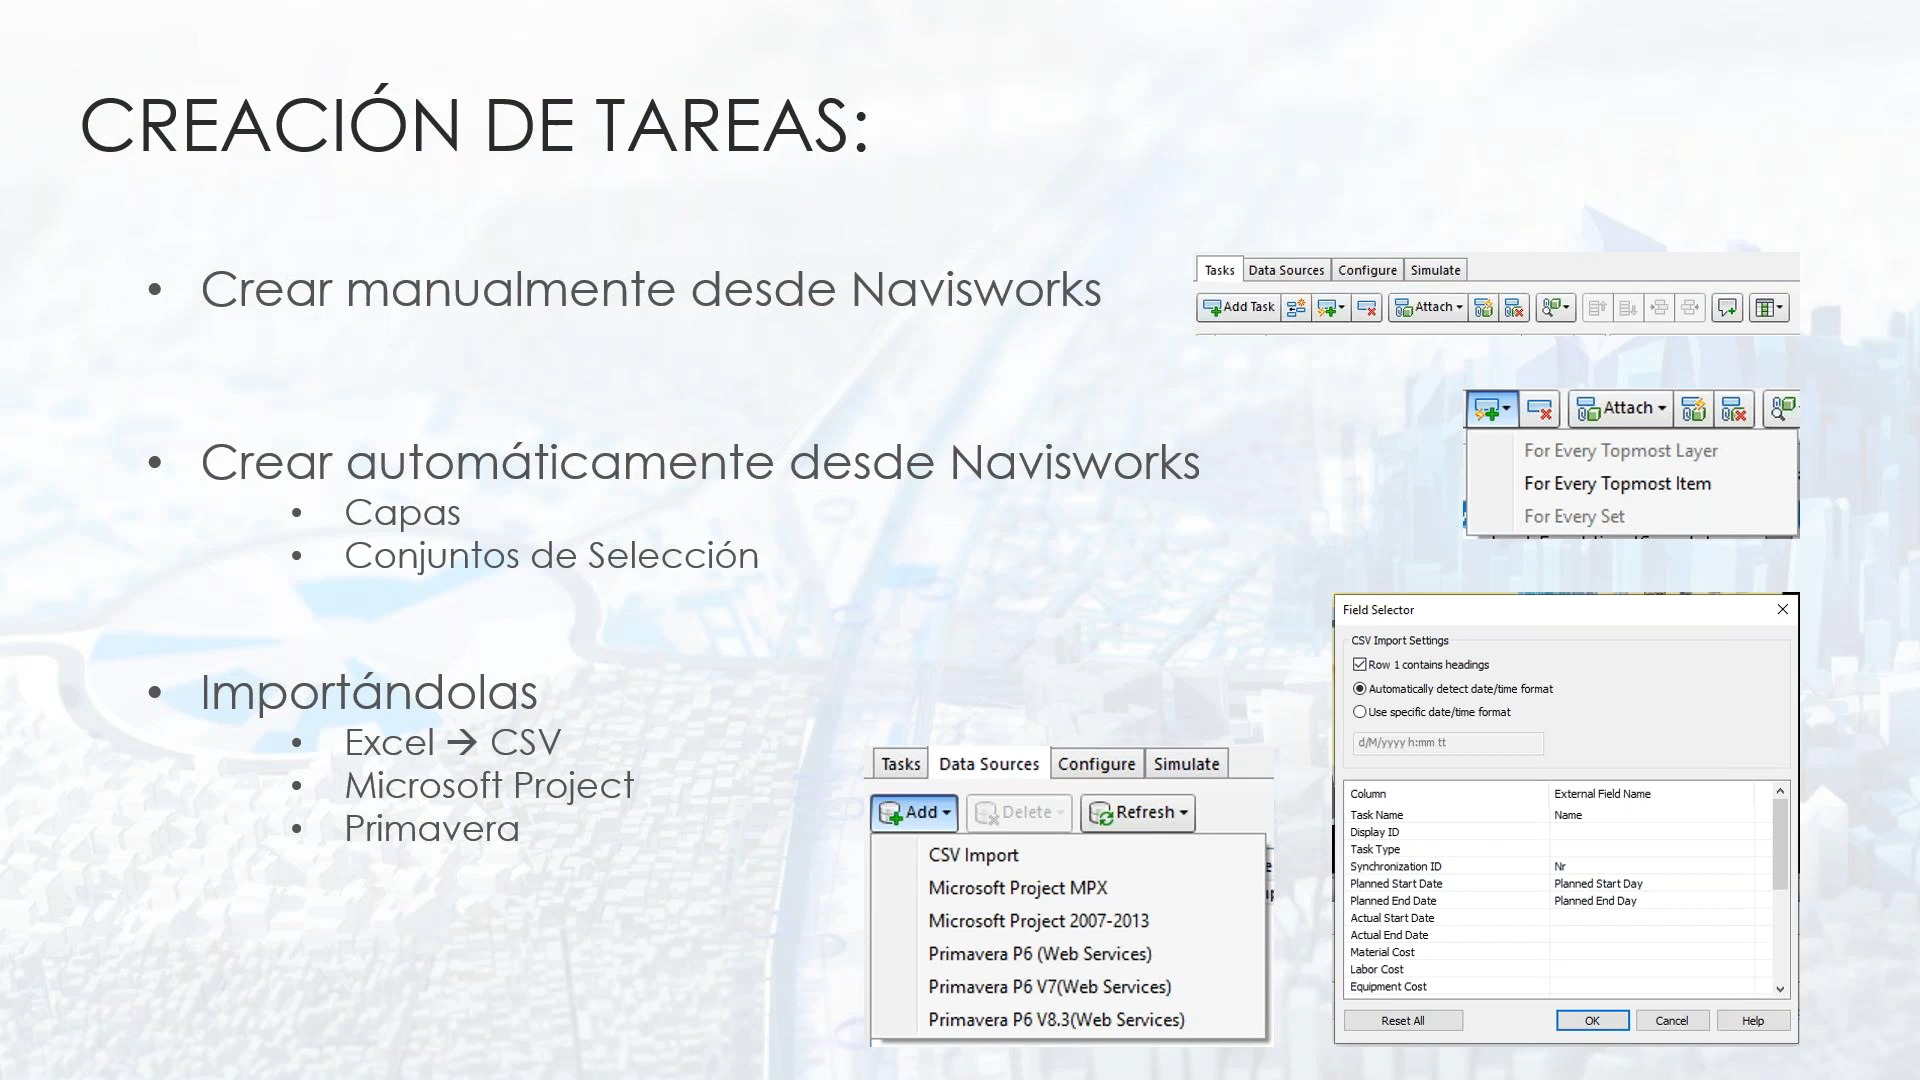 CREACIÓN DE TAREAS:
• Crear manualmente desde Navisworks
Tasks Data Sources Configure Simulate
Add Task Attach
• Crear automáticamente desde Navisworks
• Capas
• Conjuntos de Selección
Attach
For Every Topmost Layer
For Every Topmost Item
For Every Set
• Importándolas
• Excel → CSV
• Microsoft Project
• Primavera
Tasks Data Sources Configure Simulate
Add Delete Refresh
CSV Import
Microsoft Project MPX
Microsoft Project 2007-2013
Primavera P6 (Web Services)
Primavera P6 V7(Web Services)
Primavera P6 V8.3(Web Services)
Field Selector
CSV Import Settings
Row 1 contains headings
Automatically detect date/time format
Use specific date/time format
d/M/yyyy h:mm tt
Column External Field Name
Task Name Name
Display ID
Task Type
Synchronization ID Nr
Planned Start Date Planned Start Day
Planned End Date Planned End Day
Actual Start Date
Actual End Date
Material Cost
Labor Cost
Equipment Cost
Reset All OK Cancel Help